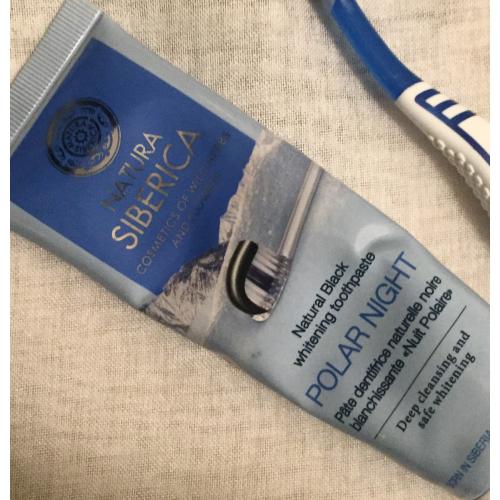 NATURA
SIBERICA
COSMETICS OF WILD HERBS
AND FLOWERS
Natural Black
whitening toothpaste
POLAR NIGHT
Pâte dentifrice naturelle noire
blanchissante «Nuit Polaire»
Deep cleansing and
safe whitening
BORN IN SIBERIA